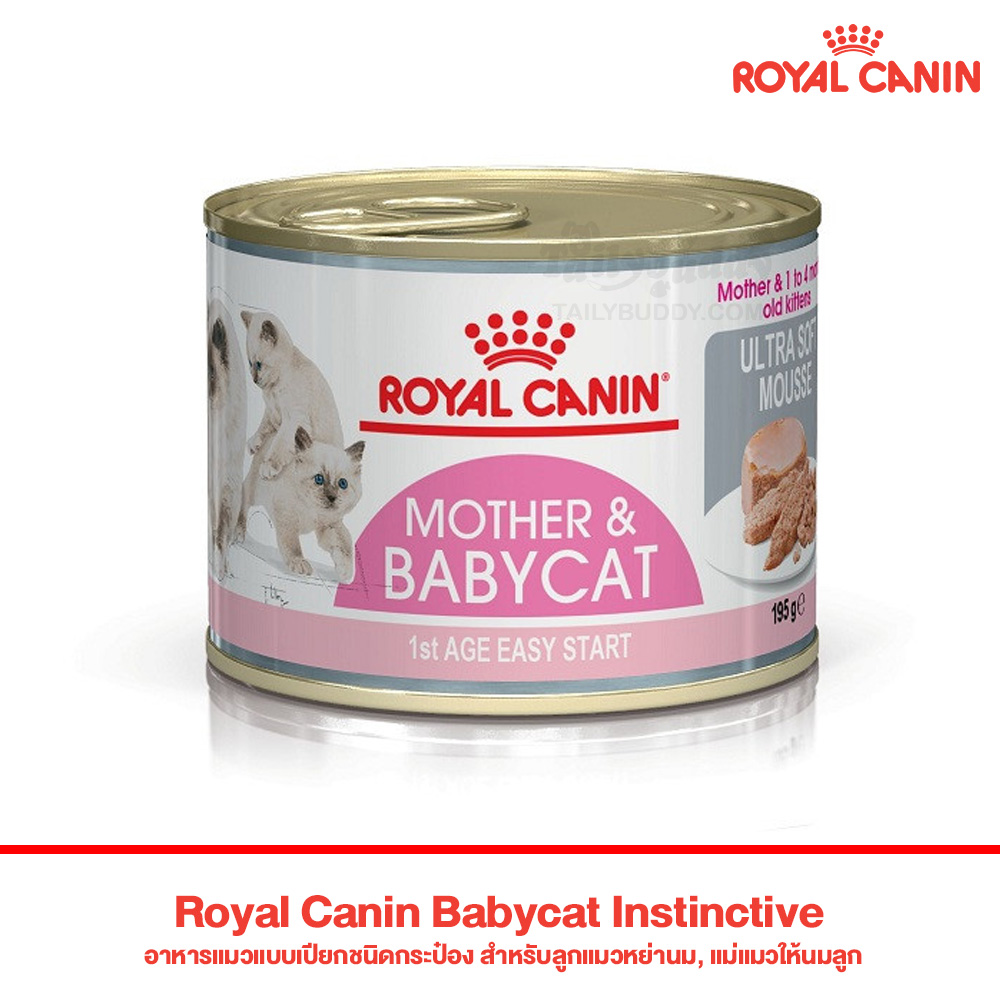 ROYAL CANIN
Mother & 1 to 4
old kittens
TAILYBUDDY.COM
ULTRA SOFT
MOUSSE
ROYAL CANIN
MOTHER &
BABYCAT
195 g e
1st AGE EASY START
Royal Canin Babycat Instinctive
อาหารแมวแบบเปียกชนิดกระป๋อง สำหรับลูกแมวหย่านม, แม่แมวให้นมลูก